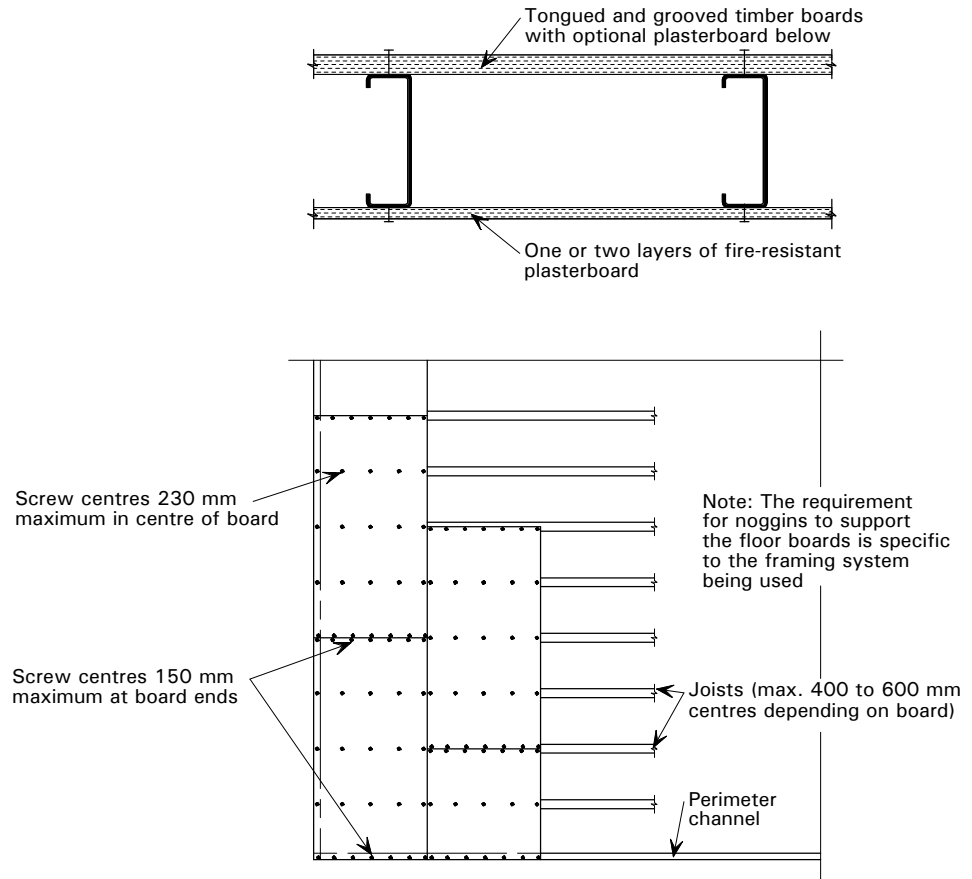 Tongued and grooved timber boards
with optional plasterboard below
One or two layers of fire-resistant
plasterboard
Screw centres 230 mm
maximum in centre of board
Note: The requirement
for noggins to support
the floor boards is specific
to the framing system
being used
Screw centres 150 mm
maximum at board ends
Joists (max. 400 to 600 mm
centres depending on board)
Perimeter
channel